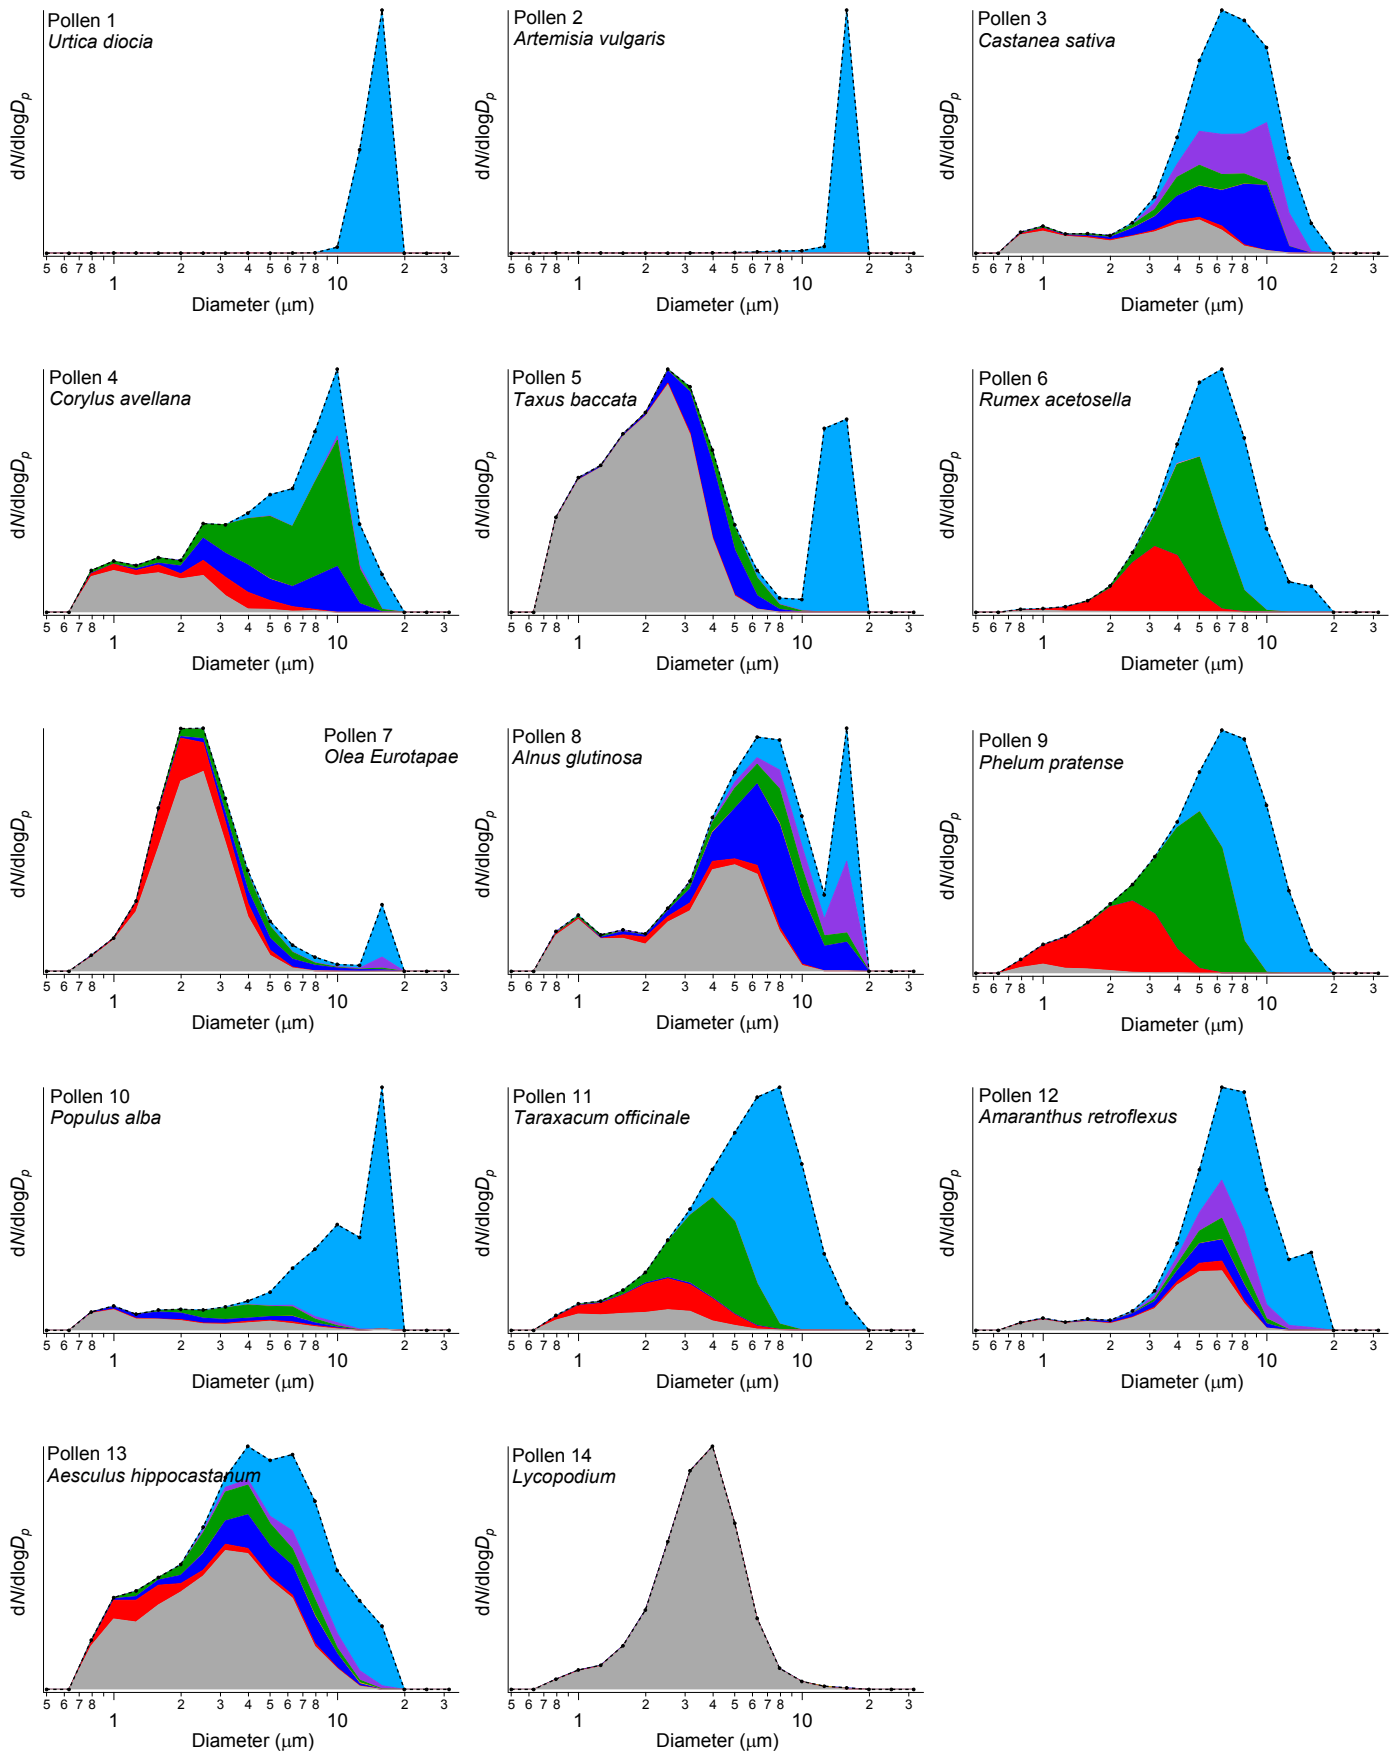 Pollen 1
Urtica diocia
dN/dlogDp
5 6 7 8 2 3 4 5 6 7 8 2 3
1 10
Diameter (μm)
Pollen 2
Artemisia vulgaris
dN/dlogDp
5 6 7 8 2 3 4 5 6 7 8 2 3
1 10
Diameter (μm)
Pollen 3
Castanea sativa
dN/dlogDp
5 6 7 8 2 3 4 5 6 7 8 2 3
1 10
Diameter (μm)
Pollen 4
Corylus avellana
dN/dlogDp
5 6 7 8 2 3 4 5 6 7 8 2 3
1 10
Diameter (μm)
Pollen 5
Taxus baccata
dN/dlogDp
5 6 7 8 2 3 4 5 6 7 8 2 3
1 10
Diameter (μm)
Pollen 6
Rumex acetosella
dN/dlogDp
5 6 7 8 2 3 4 5 6 7 8 2 3
1 10
Diameter (μm)
Pollen 7
Olea Eurotapae
dN/dlogDp
5 6 7 8 2 3 4 5 6 7 8 2 3
1 10
Diameter (μm)
Pollen 8
Alnus glutinosa
dN/dlogDp
5 6 7 8 2 3 4 5 6 7 8 2 3
1 10
Diameter (μm)
Pollen 9
Phelum pratense
dN/dlogDp
5 6 7 8 2 3 4 5 6 7 8 2 3
1 10
Diameter (μm)
Pollen 10
Populus alba
dN/dlogDp
5 6 7 8 2 3 4 5 6 7 8 2 3
1 10
Diameter (μm)
Pollen 11
Taraxacum officinale
dN/dlogDp
5 6 7 8 2 3 4 5 6 7 8 2 3
1 10
Diameter (μm)
Pollen 12
Amaranthus retroflexus
dN/dlogDp
5 6 7 8 2 3 4 5 6 7 8 2 3
1 10
Diameter (μm)
Pollen 13
Aesculus hippocastanum
dN/dlogDp
5 6 7 8 2 3 4 5 6 7 8 2 3
1 10
Diameter (μm)
Pollen 14
Lycopodium
dN/dlogDp
5 6 7 8 2 3 4 5 6 7 8 2 3
1 10
Diameter (μm)